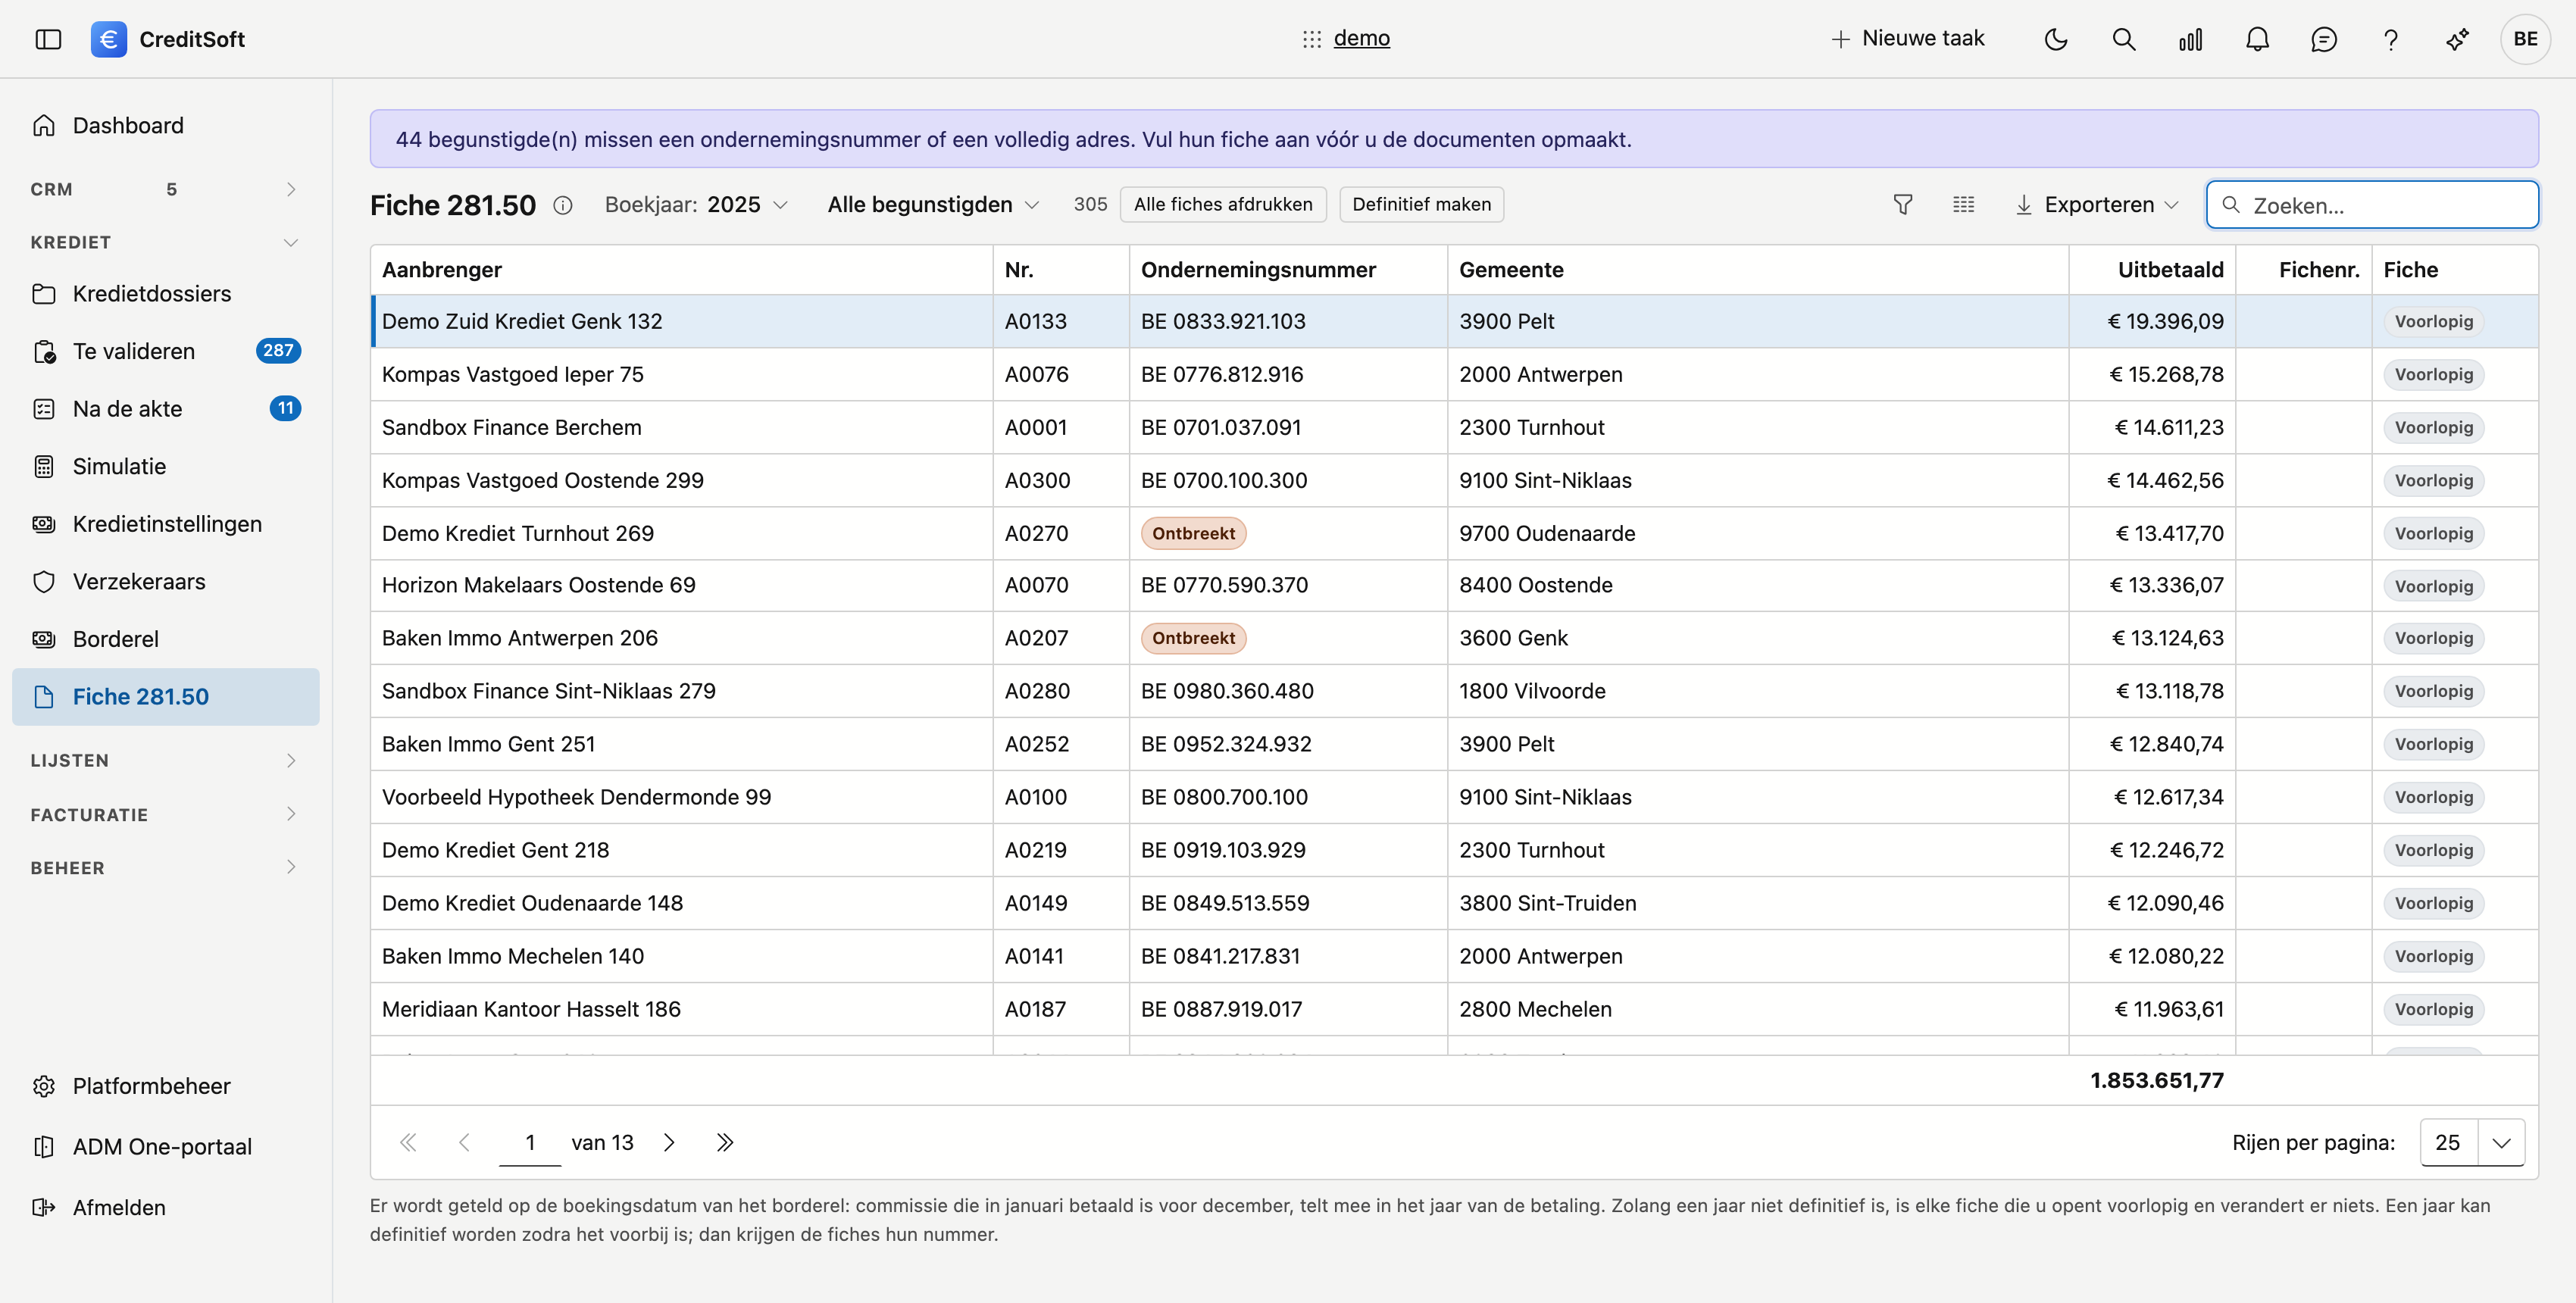 CreditSoft
demo
Nieuwe taak
BE
Dashboard
CRM 5
KREDIET
Kredietdossiers
Te valideren 287
Na de akte 11
Simulatie
Kredietinstellingen
Verzekeraars
Borderel
Fiche 281.50
LIJSTEN
FACTURATIE
BEHEER
Platformbeheer
ADM One-portaal
Afmelden
44 begunstigde(n) missen een ondernemingsnummer of een volledig adres. Vul hun fiche aan vóór u de documenten opmaakt.
Fiche 281.50 Boekjaar: 2025 Alle begunstigden 305 Alle fiches afdrukken Definitief maken Exporteren Zoeken...
Aanbrenger Nr. Ondernemingsnummer Gemeente Uitbetaald Fichenr. Fiche
Demo Zuid Krediet Genk 132 A0133 BE 0833.921.103 3900 Pelt € 19.396,09 Voorlopig
Kompas Vastgoed Ieper 75 A0076 BE 0776.812.916 2000 Antwerpen € 15.268,78 Voorlopig
Sandbox Finance Berchem A0001 BE 0701.037.091 2300 Turnhout € 14.611,23 Voorlopig
Kompas Vastgoed Oostende 299 A0300 BE 0700.100.300 9100 Sint-Niklaas € 14.462,56 Voorlopig
Demo Krediet Turnhout 269 A0270 Ontbreekt 9700 Oudenaarde € 13.417,70 Voorlopig
Horizon Makelaars Oostende 69 A0070 BE 0770.590.370 8400 Oostende € 13.336,07 Voorlopig
Baken Immo Antwerpen 206 A0207 Ontbreekt 3600 Genk € 13.124,63 Voorlopig
Sandbox Finance Sint-Niklaas 279 A0280 BE 0980.360.480 1800 Vilvoorde € 13.118,78 Voorlopig
Baken Immo Gent 251 A0252 BE 0952.324.932 3900 Pelt € 12.840,74 Voorlopig
Voorbeeld Hypotheek Dendermonde 99 A0100 BE 0800.700.100 9100 Sint-Niklaas € 12.617,34 Voorlopig
Demo Krediet Gent 218 A0219 BE 0919.103.929 2300 Turnhout € 12.246,72 Voorlopig
Demo Krediet Oudenaarde 148 A0149 BE 0849.513.559 3800 Sint-Truiden € 12.090,46 Voorlopig
Baken Immo Mechelen 140 A0141 BE 0841.217.831 2000 Antwerpen € 12.080,22 Voorlopig
Meridiaan Kantoor Hasselt 186 A0187 BE 0887.919.017 2800 Mechelen € 11.963,61 Voorlopig
1.853.651,77
1 van 13 Rijen per pagina: 25
Er wordt geteld op de boekingsdatum van het borderel: commissie die in januari betaald is voor december, telt mee in het jaar van de betaling. Zolang een jaar niet definitief is, is elke fiche die u opent voorlopig en verandert er niets. Een jaar kan
definitief worden zodra het voorbij is; dan krijgen de fiches hun nummer.